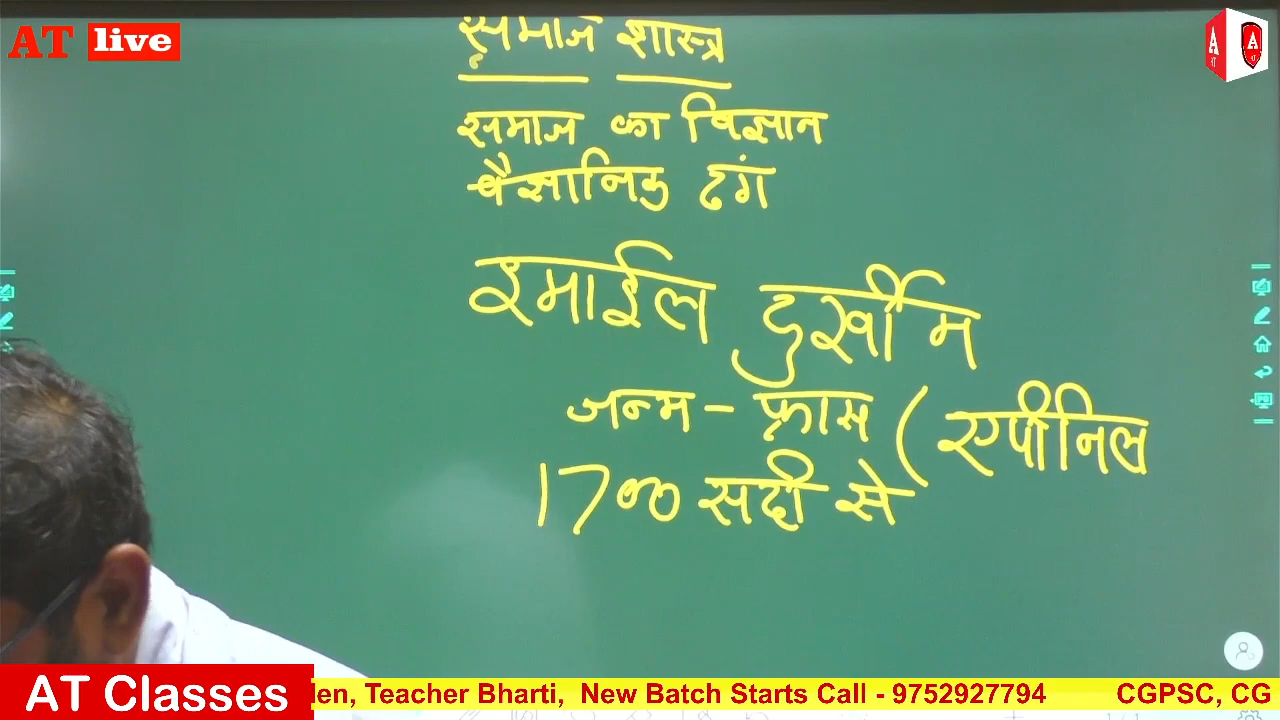 AT live
समाज शास्त्र
समाज का विज्ञान
वैज्ञानिक ढंग
इमाईल दुर्खीम
जन्म - फ्रास (एपीनिल
1700 सदी से
AT Classes
en, Teacher Bharti, New Batch Starts Call - 9752927794 CGPSC, CG